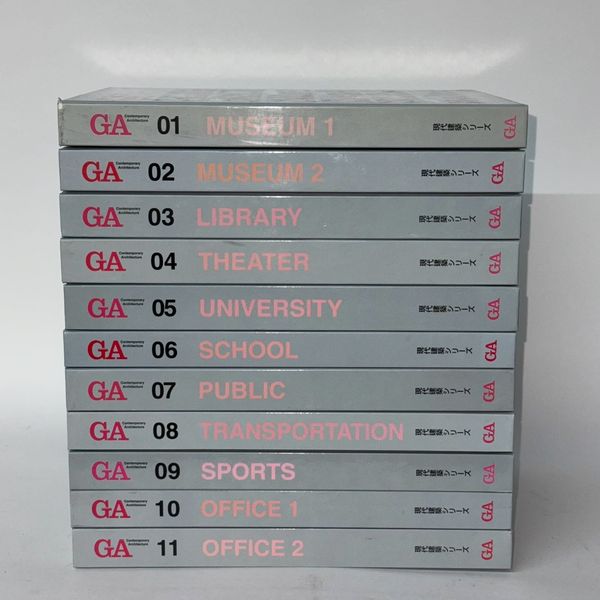 GA Contemporary Architecture 01 MUSEUM 1 現代建築シリーズ GA
GA Contemporary Architecture 02 MUSEUM 2 現代建築シリーズ GA
GA Contemporary Architecture 03 LIBRARY 現代建築シリーズ GA
GA Contemporary Architecture 04 THEATER 現代建築シリーズ GA
GA Contemporary Architecture 05 UNIVERSITY 現代建築シリーズ GA
GA Contemporary Architecture 06 SCHOOL 現代建築シリーズ GA
GA Contemporary Architecture 07 PUBLIC 現代建築シリーズ GA
GA Contemporary Architecture 08 TRANSPORTATION 現代建築シリーズ GA
GA Contemporary Architecture 09 SPORTS 現代建築シリーズ GA
GA Contemporary Architecture 10 OFFICE 1 現代建築シリーズ GA
GA Contemporary Architecture 11 OFFICE 2 現代建築シリーズ GA